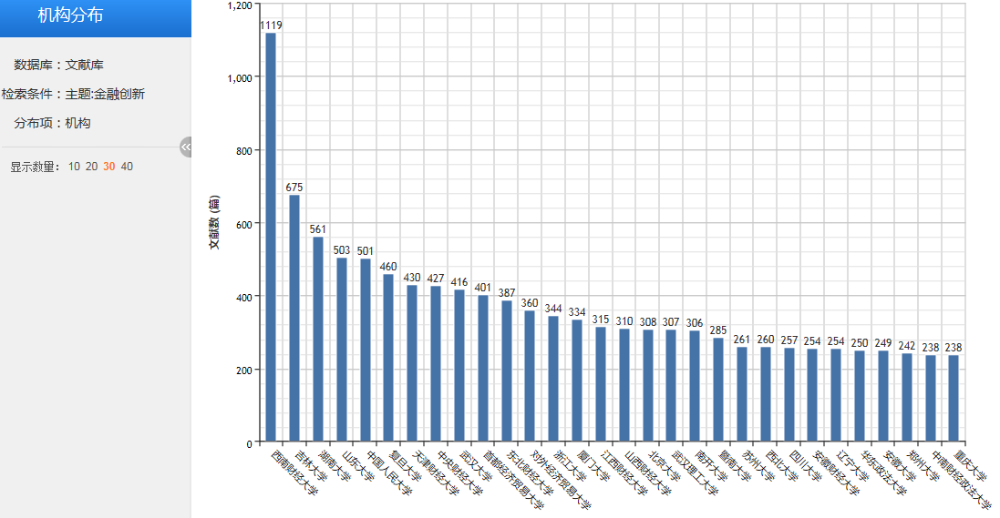 机构分布
数据库：文献库
检索条件：主题:金融创新
分布项：机构
显示数量： 10 20 30 40
文献数 (篇)
1,200
1,000
800
600
400
200
0
1119
675
561
503
501
460
430
427
416
401
387
360
344
334
315
310
308
307
306
285
261
260
257
254
254
250
249
242
238
238
西南财经大学
吉林大学
湖南大学
山东大学
中国人民大学
复旦大学
天津财经大学
中央财经大学
武汉大学
首都经济贸易大学
东北财经大学
对外经济贸易大学
浙江大学
厦门大学
江西财经大学
山西财经大学
北京大学
武汉理工大学
南开大学
暨南大学
苏州大学
西北大学
四川大学
安徽财经大学
辽宁大学
华东政法大学
安徽大学
郑州大学
中南财经政法大学
重庆大学